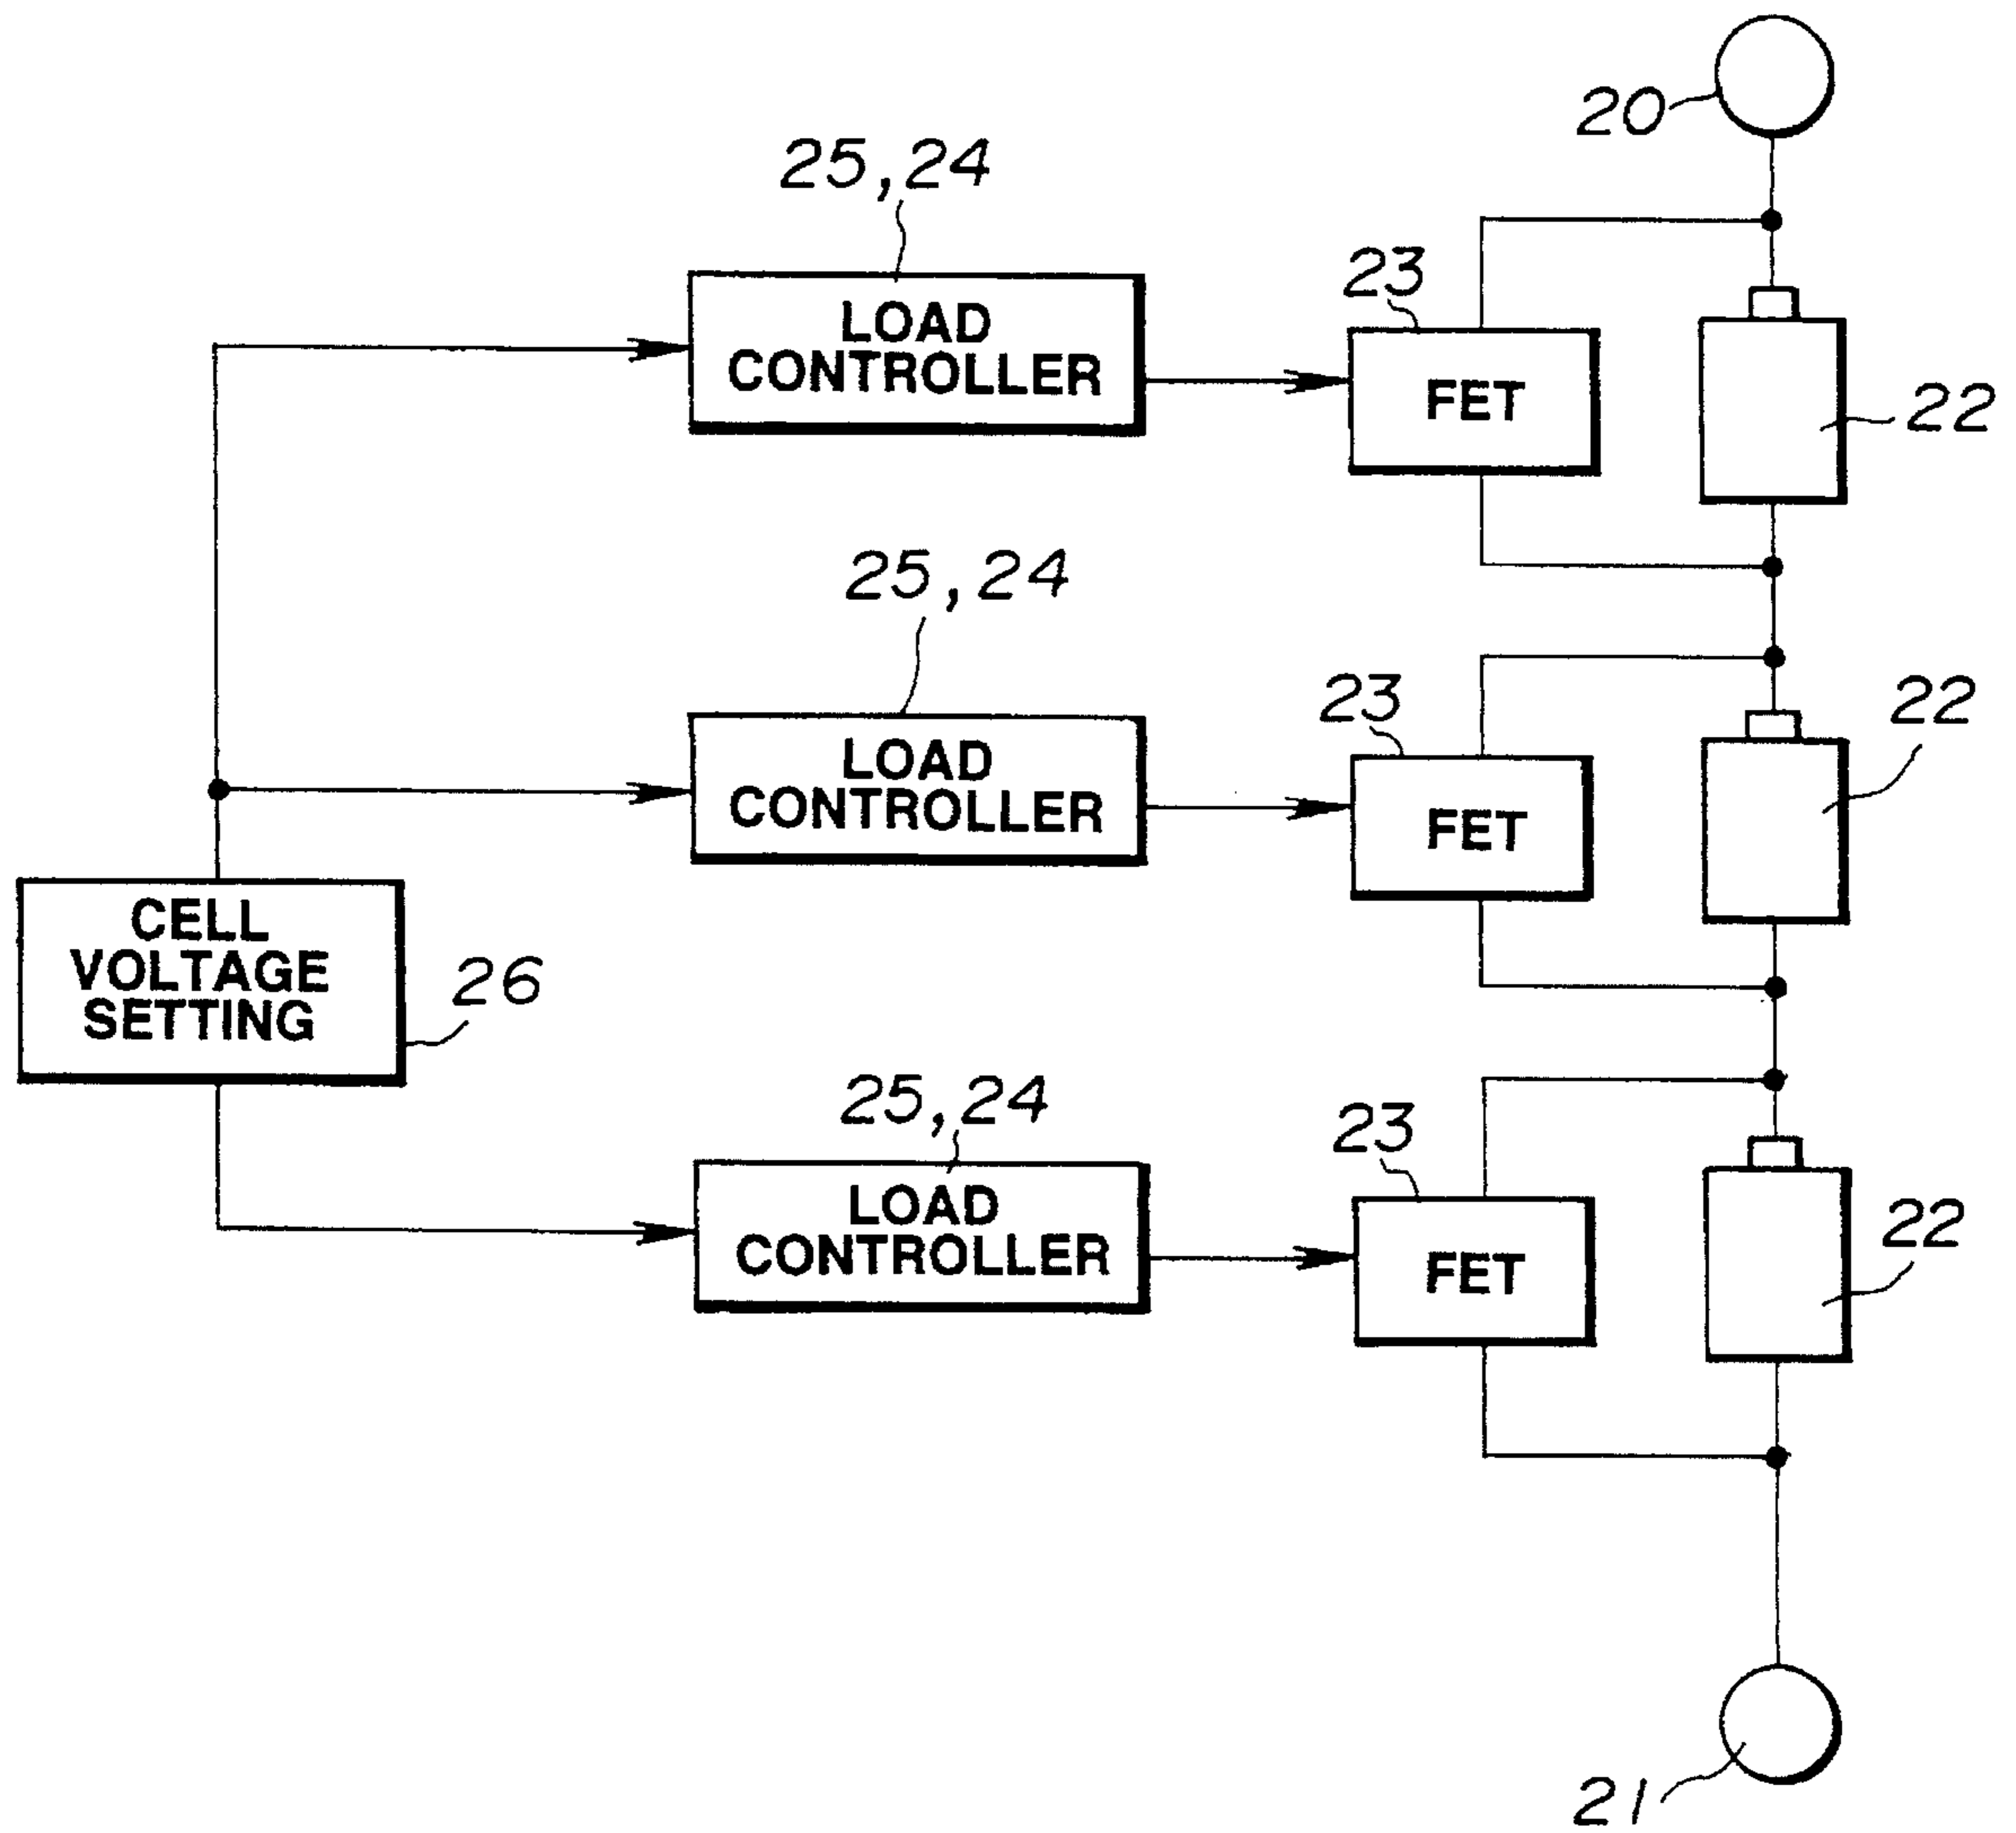 20
25,24
LOAD
CONTROLLER
23
FET
22
25,24
LOAD
CONTROLLER
23
FET
22
CELL
VOLTAGE
SETTING
26
25,24
LOAD
CONTROLLER
23
FET
22
21